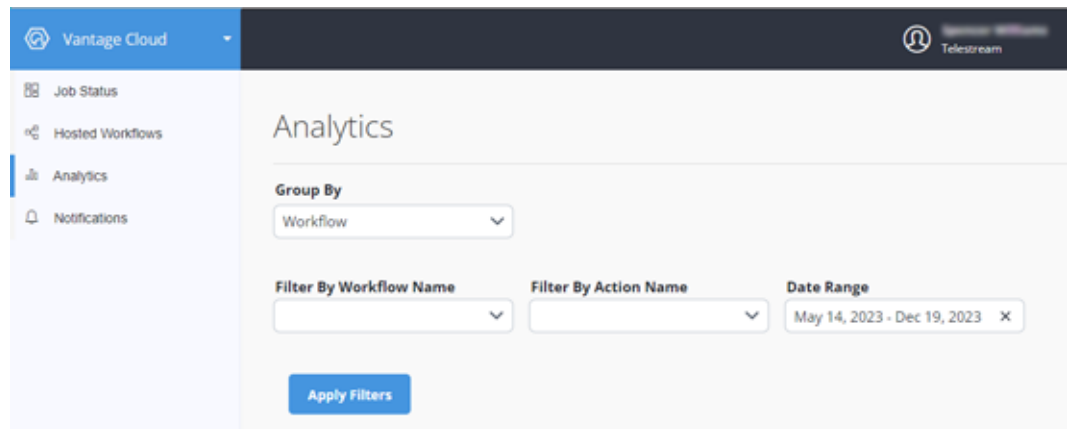 Vantage Cloud
Telestream
Job Status
Hosted Workflows
Analytics
Notifications
Analytics
Group By
Workflow
Filter By Workflow Name
Filter By Action Name
Date Range
May 14, 2023 - Dec 19, 2023
Apply Filters